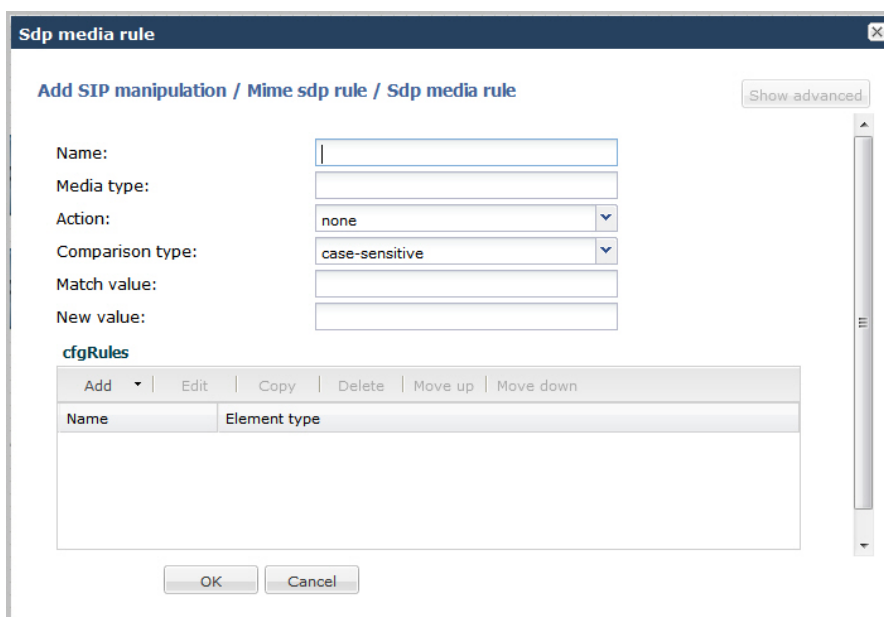 Sdp media rule
Add SIP manipulation / Mime sdp rule / Sdp media rule
Show advanced
Name:
Media type:
Action: none
Comparison type: case-sensitive
Match value:
New value:
cfgRules
Add Edit Copy Delete Move up Move down
Name Element type
OK Cancel